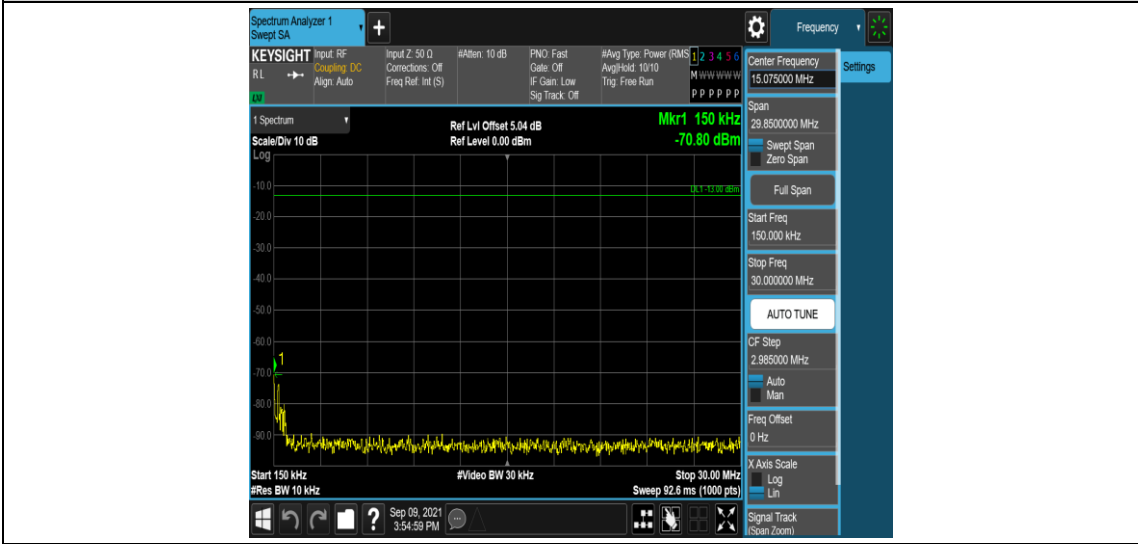 Spectrum Analyzer 1
Swept SA
+
Frequency
KEYSIGHT
RL
LM
Input: RF
Coupling: DC
Align: Auto
Input Z: 50 Ω
Corrections: Off
Freq Ref: Int (S)
#Atten: 10 dB
PNO: Fast
Gate: Off
IF Gain: Low
Sig Track: Off
#Avg Type: Power (RMS
Avg|Hold: 10/10
Trig: Free Run
1 2 3 4 5 6
M W W W W W
P P P P P P
1 Spectrum
Scale/Div 10 dB
Log
Ref Lvl Offset 5.04 dB
Ref Level 0.00 dBm
Mkr1 150 kHz
-70.80 dBm
DL1 -13.00 dBm
-10.0
-20.0
-30.0
-40.0
-50.0
-60.0
-70.0
-80.0
-90.0
1
Start 150 kHz
#Res BW 10 kHz
#Video BW 30 kHz
Stop 30.00 MHz
Sweep 92.6 ms (1000 pts)
?
Sep 09, 2021
3:54:59 PM
Center Frequency
15.075000 MHz
Settings
Span
29.8500000 MHz
Swept Span
Zero Span
Full Span
Start Freq
150.000 kHz
Stop Freq
30.000000 MHz
AUTO TUNE
CF Step
2.985000 MHz
Auto
Man
Freq Offset
0 Hz
X Axis Scale
Log
Lin
Signal Track
(Span Zoom)